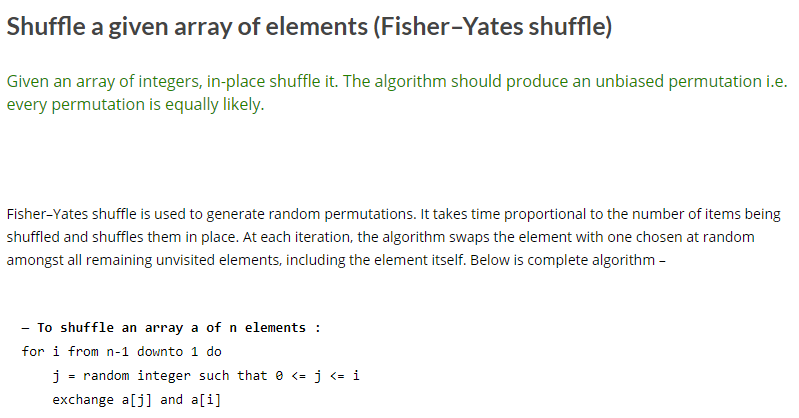 Shuffle a given array of elements (Fisher–Yates shuffle)
Given an array of integers, in-place shuffle it. The algorithm should produce an unbiased permutation i.e.
every permutation is equally likely.
Fisher–Yates shuffle is used to generate random permutations. It takes time proportional to the number of items being
shuffled and shuffles them in place. At each iteration, the algorithm swaps the element with one chosen at random
amongst all remaining unvisited elements, including the element itself. Below is complete algorithm –
– To shuffle an array a of n elements :
for i from n-1 downto 1 do
    j = random integer such that 0 <= j <= i
    exchange a[j] and a[i]